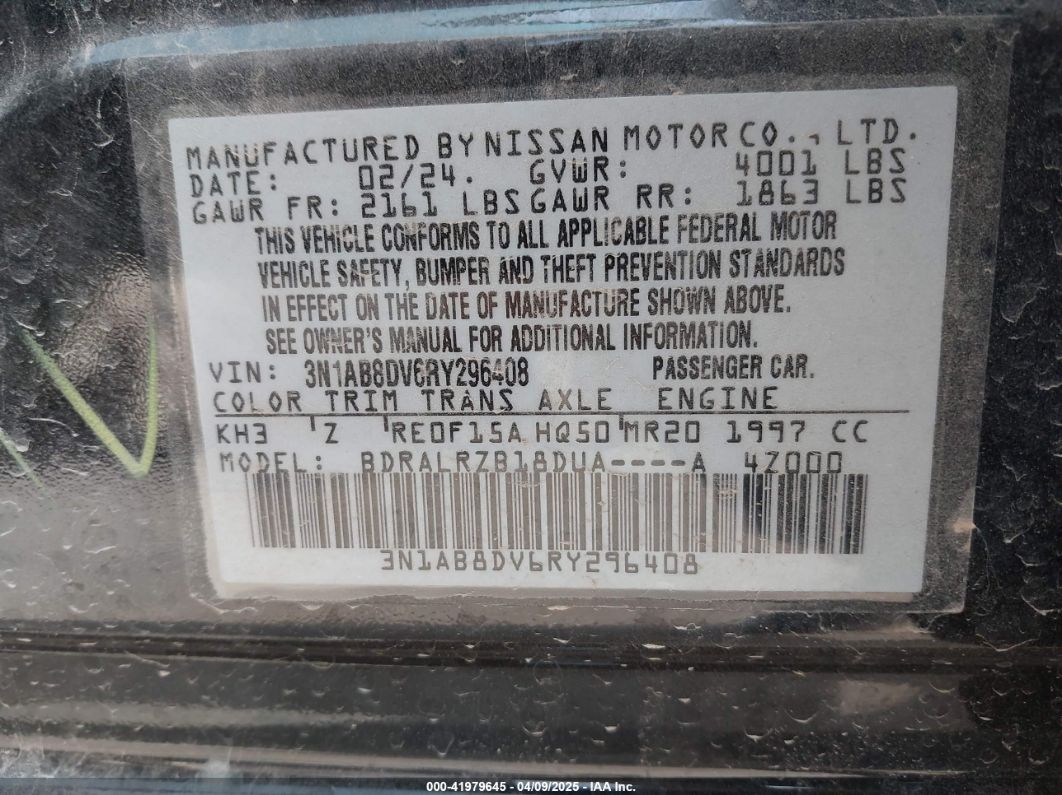 MANUFACTURED BY NISSAN MOTOR CO., LTD.
DATE: 02/24. GVWR: 4001 LBS
GAWR FR: 2161 LBS GAWR RR: 1863 LBS
THIS VEHICLE CONFORMS TO ALL APPLICABLE FEDERAL MOTOR
VEHICLE SAFETY, BUMPER AND THEFT PREVENTION STANDARDS
IN EFFECT ON THE DATE OF MANUFACTURE SHOWN ABOVE.
SEE OWNER'S MANUAL FOR ADDITIONAL INFORMATION.
VIN: 3N1AB8DV6RY296408 PASSENGER CAR.
COLOR TRIM TRANS AXLE ENGINE
KH3 Z RE0F15A HQ50 MR20 1997 CC
MODEL: BDRALRZB18DUA----A 4Z000
3N1AB8DV6RY296408
000-41979645 - 04/09/2025 - IAA Inc.